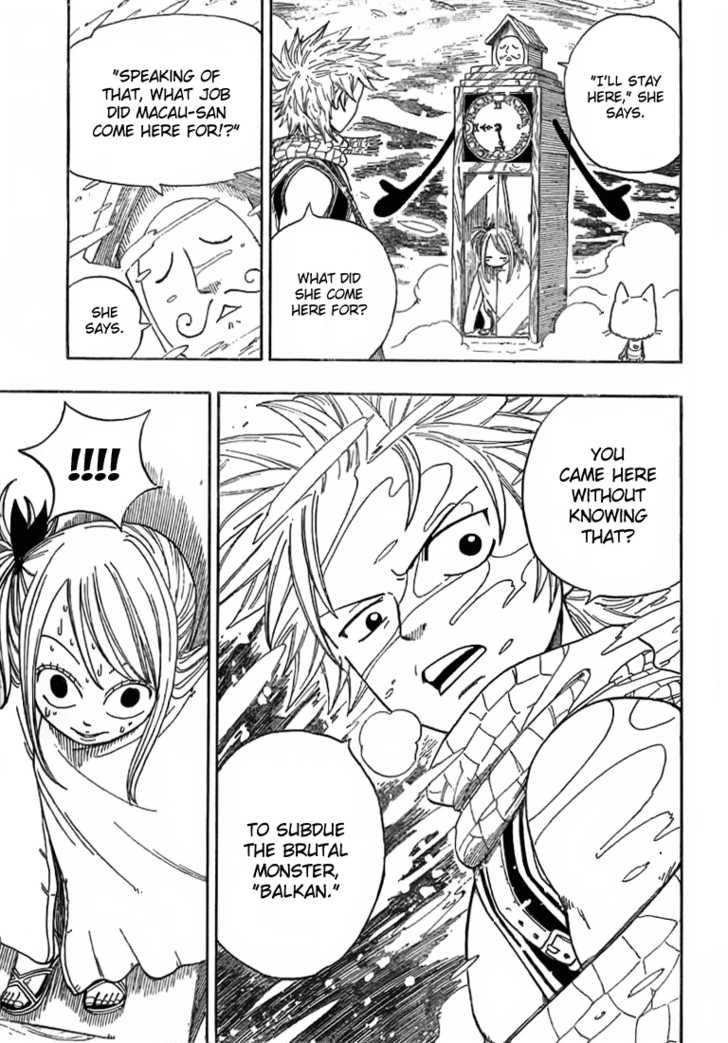 "I'LL STAY
HERE," SHE
SAYS.
WHAT DID
SHE COME
HERE FOR?
"SPEAKING OF
THAT, WHAT JOB
DID MACAU-SAN
COME HERE FOR!?"
SHE
SAYS.
YOU
CAME HERE
WITHOUT
KNOWING
THAT?
TO SUBDUE
THE BRUTAL
MONSTER,
"BALKAN."
!!!!